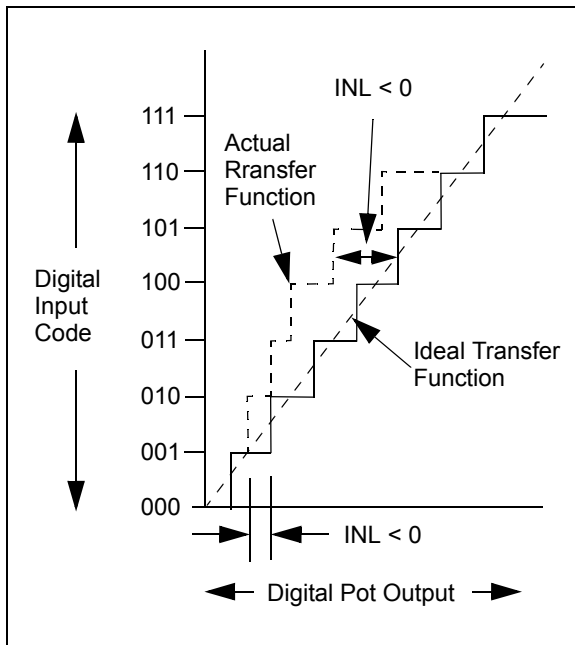 INL < 0
Actual
Rransfer
Function
111
110
101
100
011
010
001
000
Digital
Input
Code
Ideal Transfer
Function
INL < 0
Digital Pot Output